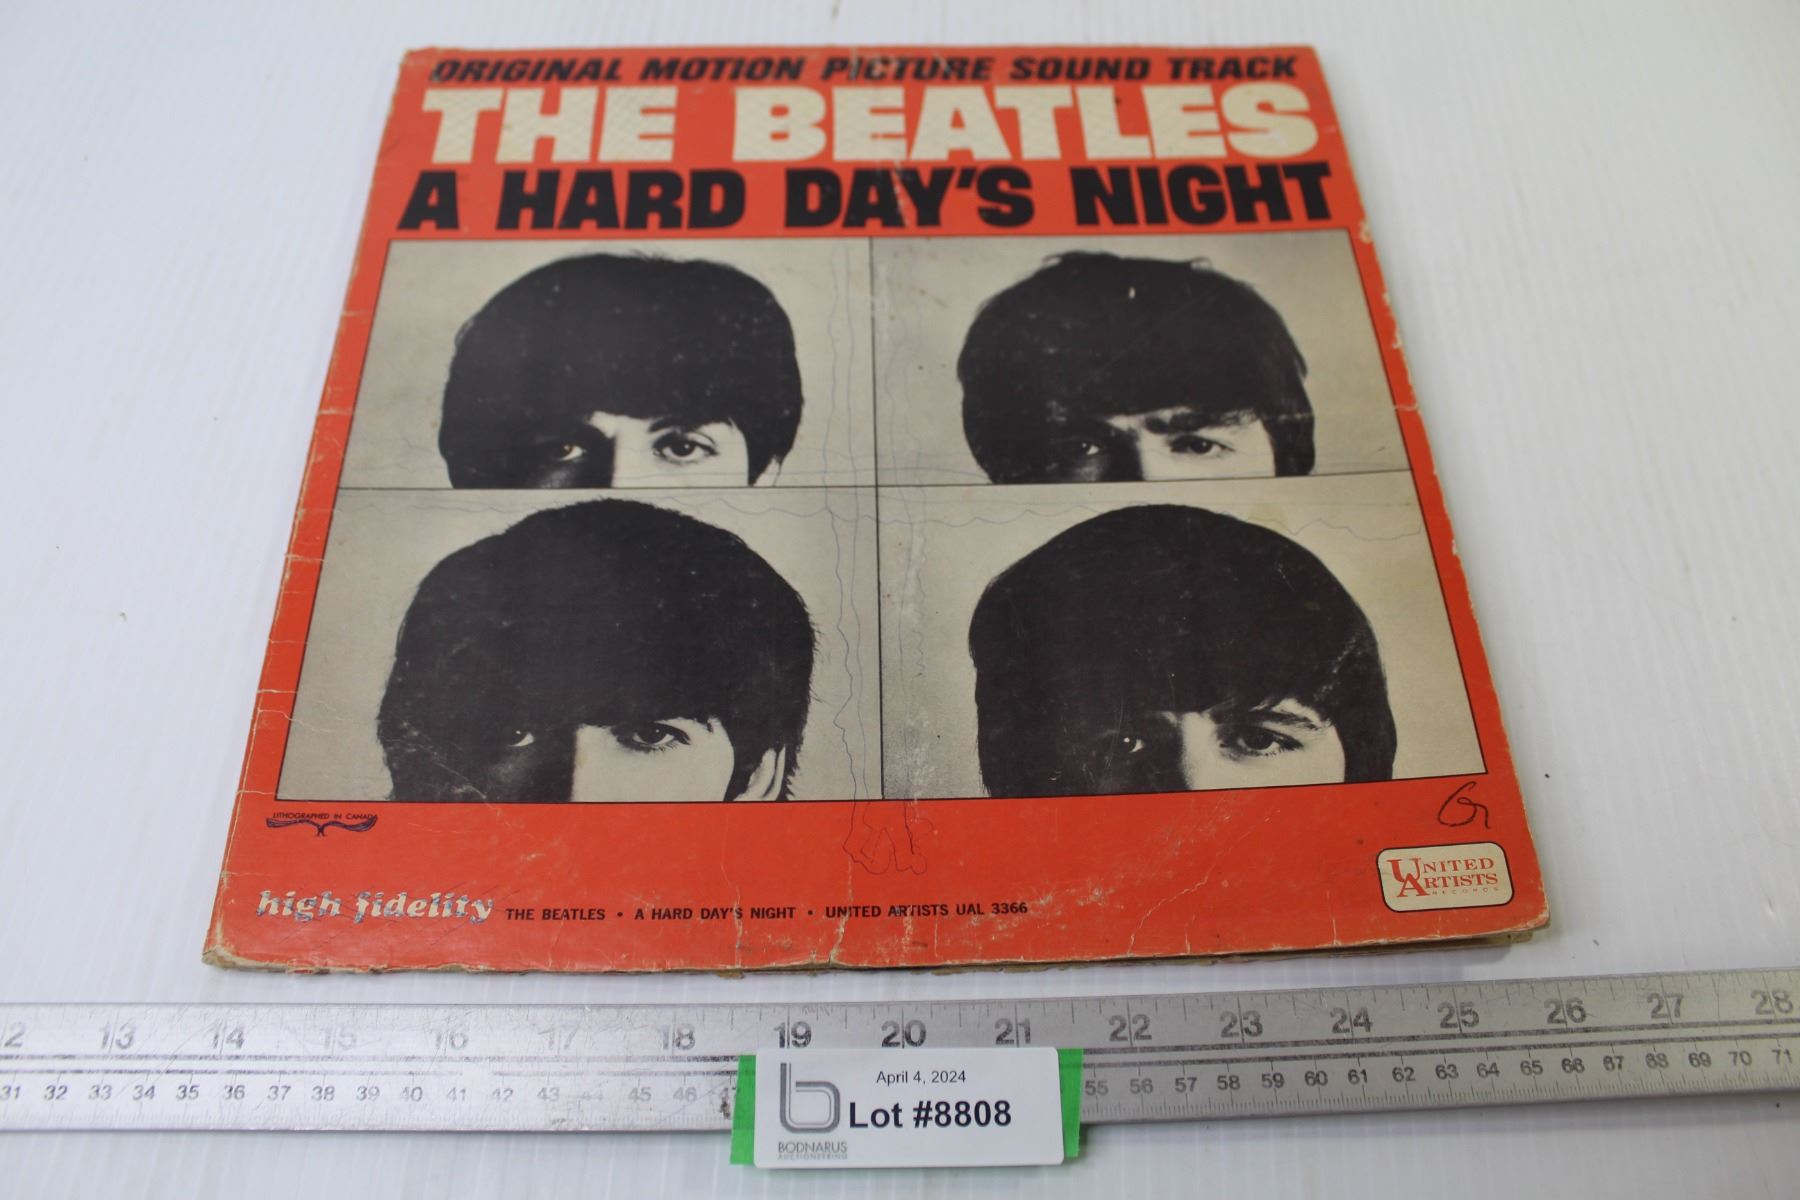 ORIGINAL MOTION PICTURE SOUND TRACK
THE BEATLES
A HARD DAY'S NIGHT
LITHOGRAPHED IN CANADA
UNITED
ARTISTS
RECORDS
high fidelity THE BEATLES • A HARD DAY'S NIGHT • UNITED ARTISTS UAL 3366
2 13 14 15 16 17 18 19 20 21 22 23 24 25 26 27 28
31 32 33 34 35 36 37 38 39 40 41 42 43 44 45 46 47 55 56 57 58 59 60 61 62 63 64 65 66 67 68 69 70 71
April 4, 2024
Lot #8808
BODNARUS
AUCTIONEERING